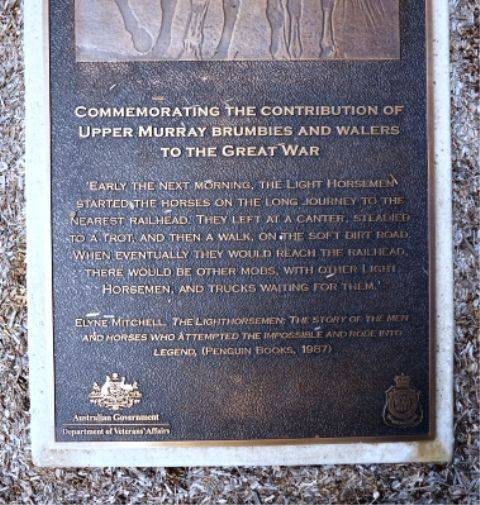 COMMEMORATING THE CONTRIBUTION OF
UPPER MURRAY BRUMBIES AND WALERS
TO THE GREAT WAR
'EARLY THE NEXT MORNING, THE LIGHT HORSEMEN
STARTED THE HORSES ON THE LONG JOURNEY TO THE
NEAREST RAILHEAD. THEY LEFT AT A CANTER, STEADIED
TO A TROT, AND THEN A WALK, ON THE SOFT DIRT ROAD.
WHEN EVENTUALLY THEY WOULD REACH THE RAILHEAD,
THERE WOULD BE OTHER MOBS, WITH OTHER LIGHT
HORSEMEN, AND TRUCKS WAITING FOR THEM.'
ELYNE MITCHELL, THE LIGHTHORSEMEN: THE STORY OF THE MEN
AND HORSES WHO ATTEMPTED THE IMPOSSIBLE AND RODE INTO
LEGEND, (PENGUIN BOOKS, 1987)
Australian Government
Department of Veterans' Affairs